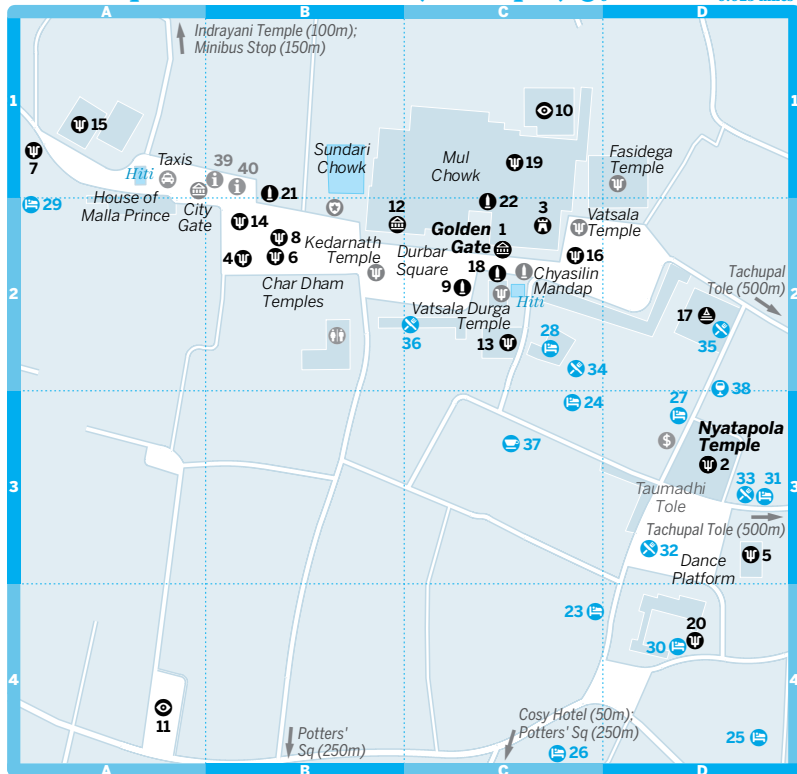 A
B
C
D
1
Indrayani Temple (100m);
Minibus Stop (150m)
10
1
15
7
Taxis
39
40
Hiti
Sundari
Chowk
Mul
Chowk
19
Fasidega
Temple
29
House of
Malla Prince
City
Gate
21
12
22
3
14
Golden
Gate
1
Vatsala
Temple
8
4
6
Kedarnath
Temple
Durbar
Square
18
16
Chyasilin
Mandap
2
9
Hiti
Char Dham
Temples
Vatsala Durga
Temple
Tachupal
Tole (500m)
2
17
35
36
13
28
34
38
24
27
37
Nyatapola
Temple
2
3
33
31
3
Taumadhi
Tole
Tachupal Tole (500m)
32
Dance
Platform
5
23
20
30
4
4
11
Potters'
Sq (250m)
Cosy Hotel (50m);
Potters' Sq (250m)
26
25
A
B
C
D